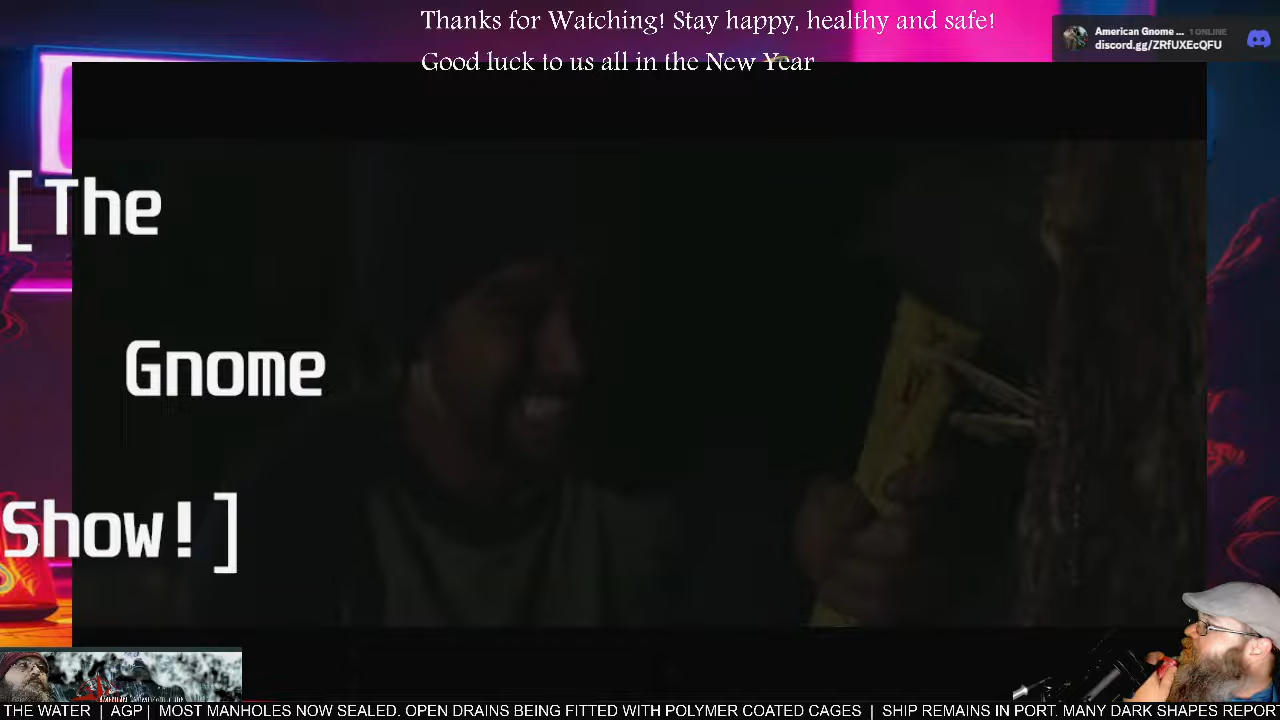 Thanks for Watching! Stay happy, healthy and safe!
Good luck to us all in the New Year
American Gnome ... 1 ONLINE
discord.gg/ZRfUXEcQFU
[The
Gnome
Show!]
THE WATER | AGP | MOST MANHOLES NOW SEALED. OPEN DRAINS BEING FITTED WITH POLYMER COATED CAGES | SHIP REMAINS IN PORT. MANY DARK SHAPES REPOR